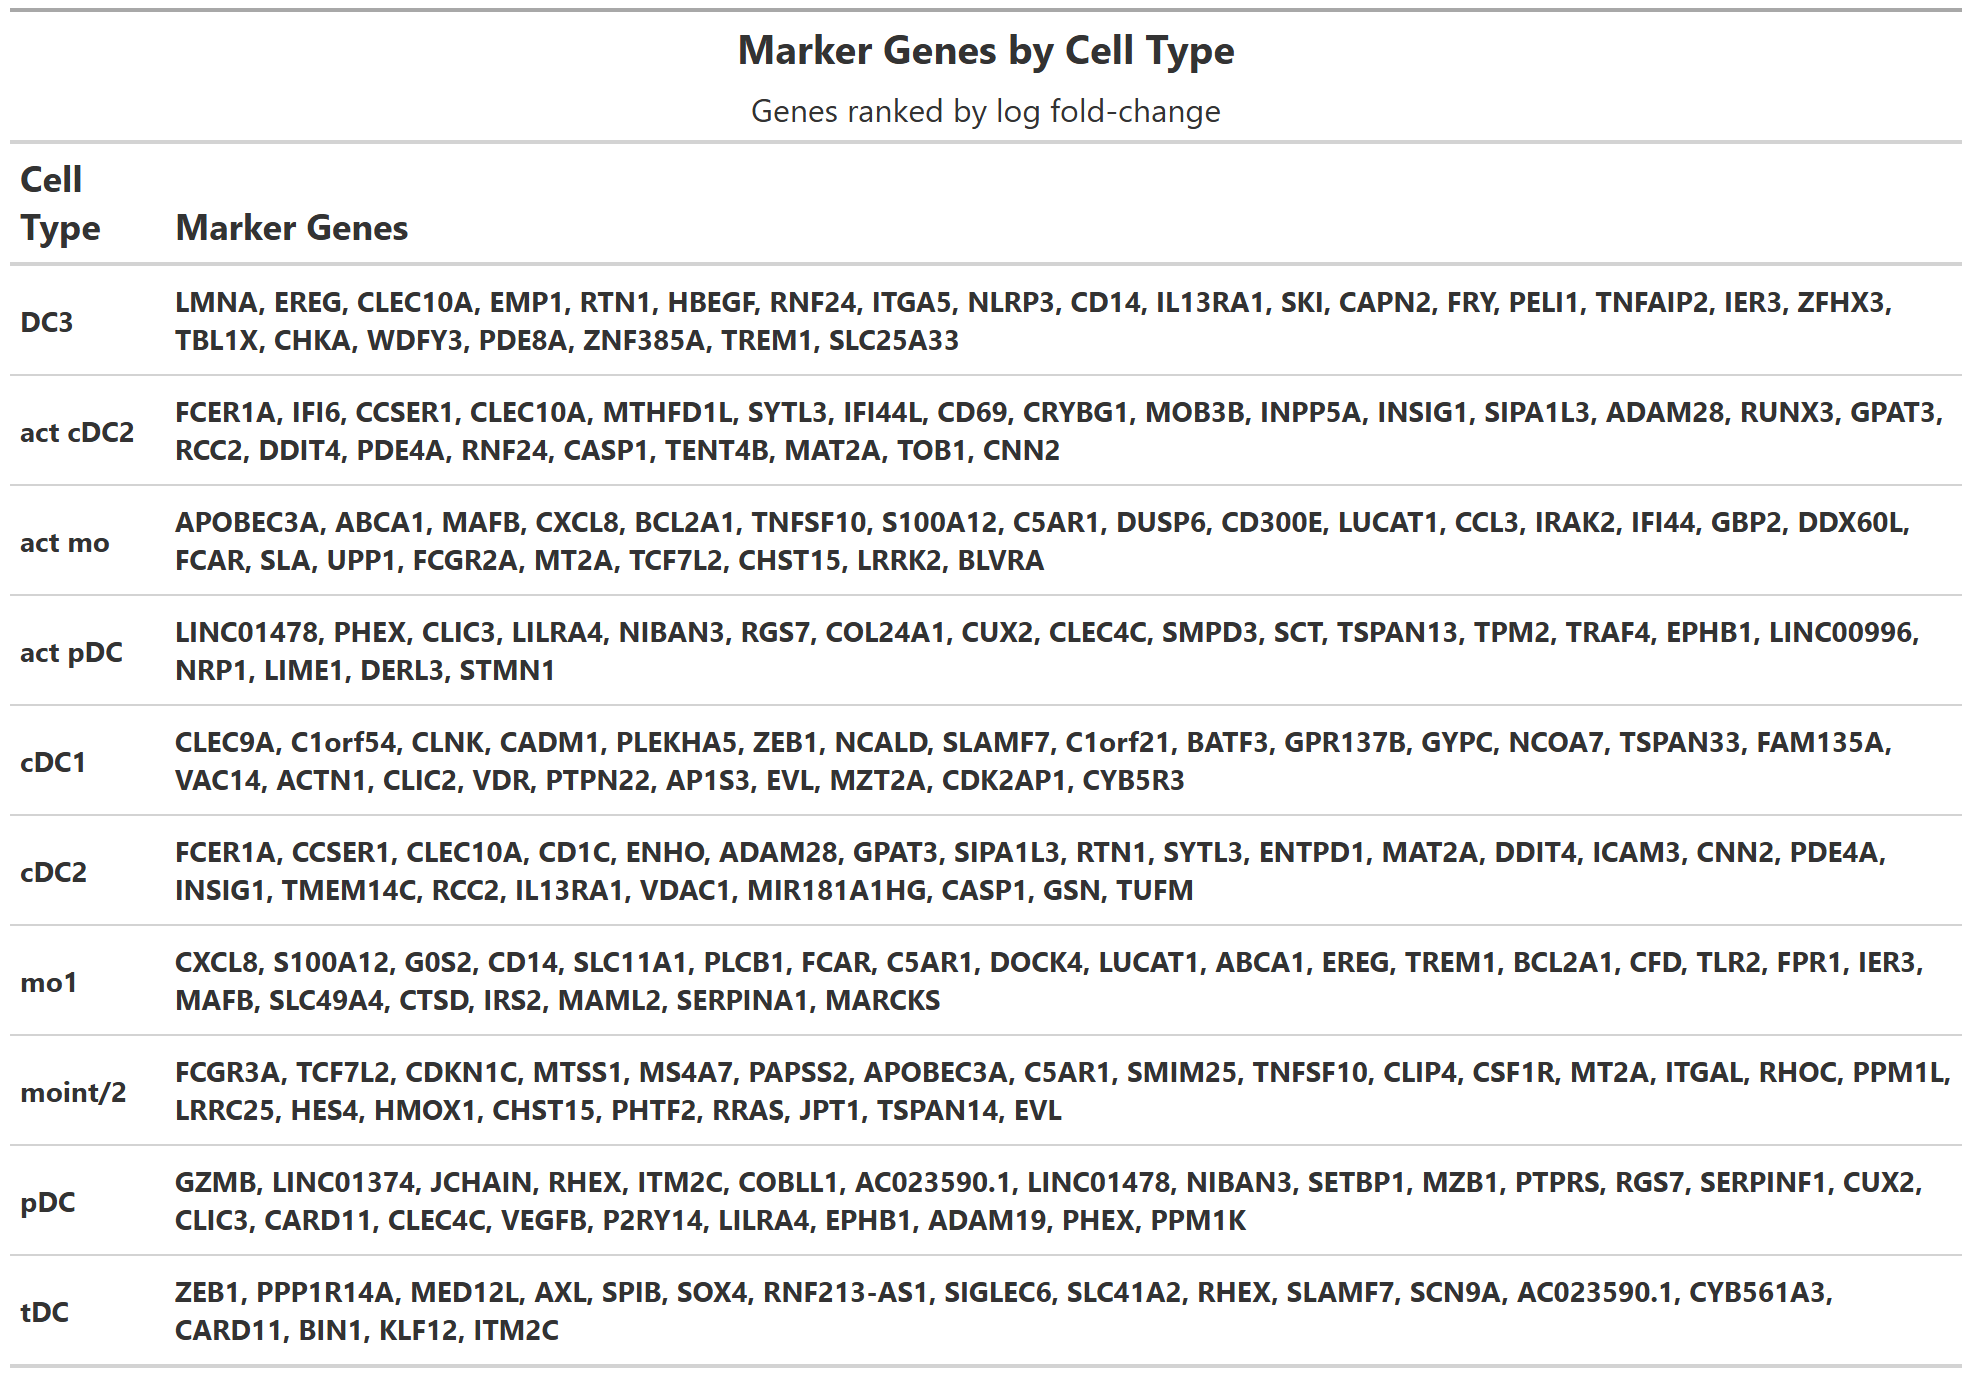 Marker Genes by Cell Type
Genes ranked by log fold-change
Cell
Type
Marker Genes
DC3
LMNA, EREG, CLEC10A, EMP1, RTN1, HBEGF, RNF24, ITGA5, NLRP3, CD14, IL13RA1, SKI, CAPN2, FRY, PELI1, TNFAIP2, IER3, ZFHX3,
TBL1X, CHKA, WDFY3, PDE8A, ZNF385A, TREM1, SLC25A33
act cDC2
FCER1A, IFI6, CCSER1, CLEC10A, MTHFD1L, SYTL3, IFI44L, CD69, CRYBG1, MOB3B, INPP5A, INSIG1, SIPA1L3, ADAM28, RUNX3, GPAT3,
RCC2, DDIT4, PDE4A, RNF24, CASP1, TENT4B, MAT2A, TOB1, CNN2
act mo
APOBEC3A, ABCA1, MAFB, CXCL8, BCL2A1, TNFSF10, S100A12, C5AR1, DUSP6, CD300E, LUCAT1, CCL3, IRAK2, IFI44, GBP2, DDX60L,
FCAR, SLA, UPP1, FCGR2A, MT2A, TCF7L2, CHST15, LRRK2, BLVRA
act pDC
LINC01478, PHEX, CLIC3, LILRA4, NIBAN3, RGS7, COL24A1, CUX2, CLEC4C, SMPD3, SCT, TSPAN13, TPM2, TRAF4, EPHB1, LINC00996,
NRP1, LIME1, DERL3, STMN1
cDC1
CLEC9A, C1orf54, CLNK, CADM1, PLEKHA5, ZEB1, NCALD, SLAMF7, C1orf21, BATF3, GPR137B, GYPC, NCOA7, TSPAN33, FAM135A,
VAC14, ACTN1, CLIC2, VDR, PTPN22, AP1S3, EVL, MZT2A, CDK2AP1, CYB5R3
cDC2
FCER1A, CCSER1, CLEC10A, CD1C, ENHO, ADAM28, GPAT3, SIPA1L3, RTN1, SYTL3, ENTPD1, MAT2A, DDIT4, ICAM3, CNN2, PDE4A,
INSIG1, TMEM14C, RCC2, IL13RA1, VDAC1, MIR181A1HG, CASP1, GSN, TUFM
mo1
CXCL8, S100A12, G0S2, CD14, SLC11A1, PLCB1, FCAR, C5AR1, DOCK4, LUCAT1, ABCA1, EREG, TREM1, BCL2A1, CFD, TLR2, FPR1, IER3,
MAFB, SLC49A4, CTSD, IRS2, MAML2, SERPINA1, MARCKS
moint/2
FCGR3A, TCF7L2, CDKN1C, MTSS1, MS4A7, PAPSS2, APOBEC3A, C5AR1, SMIM25, TNFSF10, CLIP4, CSF1R, MT2A, ITGAL, RHOC, PPM1L,
LRRC25, HES4, HMOX1, CHST15, PHTF2, RRAS, JPT1, TSPAN14, EVL
pDC
GZMB, LINC01374, JCHAIN, RHEX, ITM2C, COBLL1, AC023590.1, LINC01478, NIBAN3, SETBP1, MZB1, PTPRS, RGS7, SERPINF1, CUX2,
CLIC3, CARD11, CLEC4C, VEGFB, P2RY14, LILRA4, EPHB1, ADAM19, PHEX, PPM1K
tDC
ZEB1, PPP1R14A, MED12L, AXL, SPIB, SOX4, RNF213-AS1, SIGLEC6, SLC41A2, RHEX, SLAMF7, SCN9A, AC023590.1, CYB561A3,
CARD11, BIN1, KLF12, ITM2C